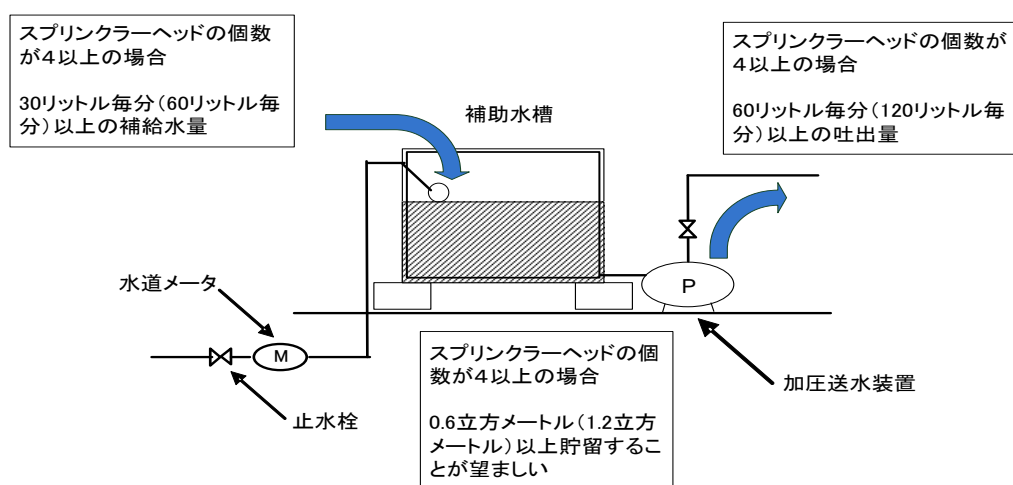 スプリンクラーヘッドの個数
が４以上の場合
30リットル毎分(60リットル毎
分)以上の補給水量
補助水槽
スプリンクラーヘッドの個数が
４以上の場合
60リットル毎分(120リットル毎
分)以上の吐出量
P
水道メータ
M
止水栓
スプリンクラーヘッドの個
数が４以上の場合
0.6立方メートル(1.2立方
メートル)以上貯留するこ
とが望ましい
加圧送水装置